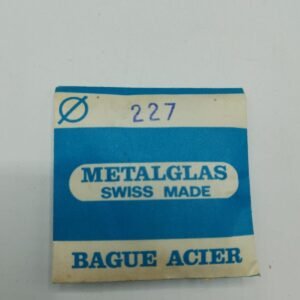 Ø 227
METALGLAS
SWISS MADE
BAGUE ACIER